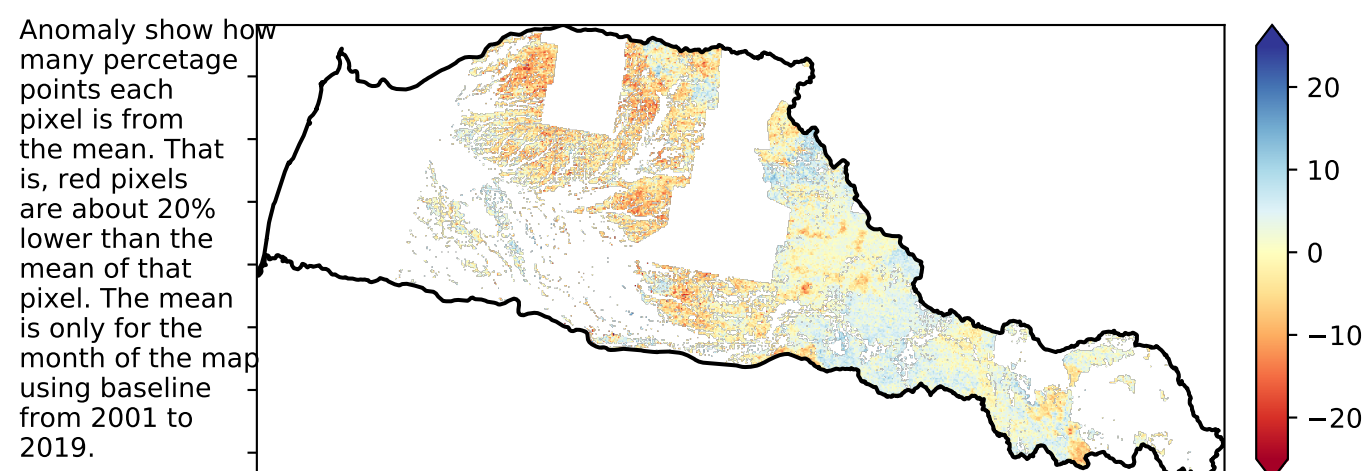 Anomaly show how
many percetage
points each
pixel is from
the mean. That
is, red pixels
are about 20%
lower than the
mean of that
pixel. The mean
is only for the
month of the map
using baseline
from 2001 to
2019.
20
10
0
−10
−20